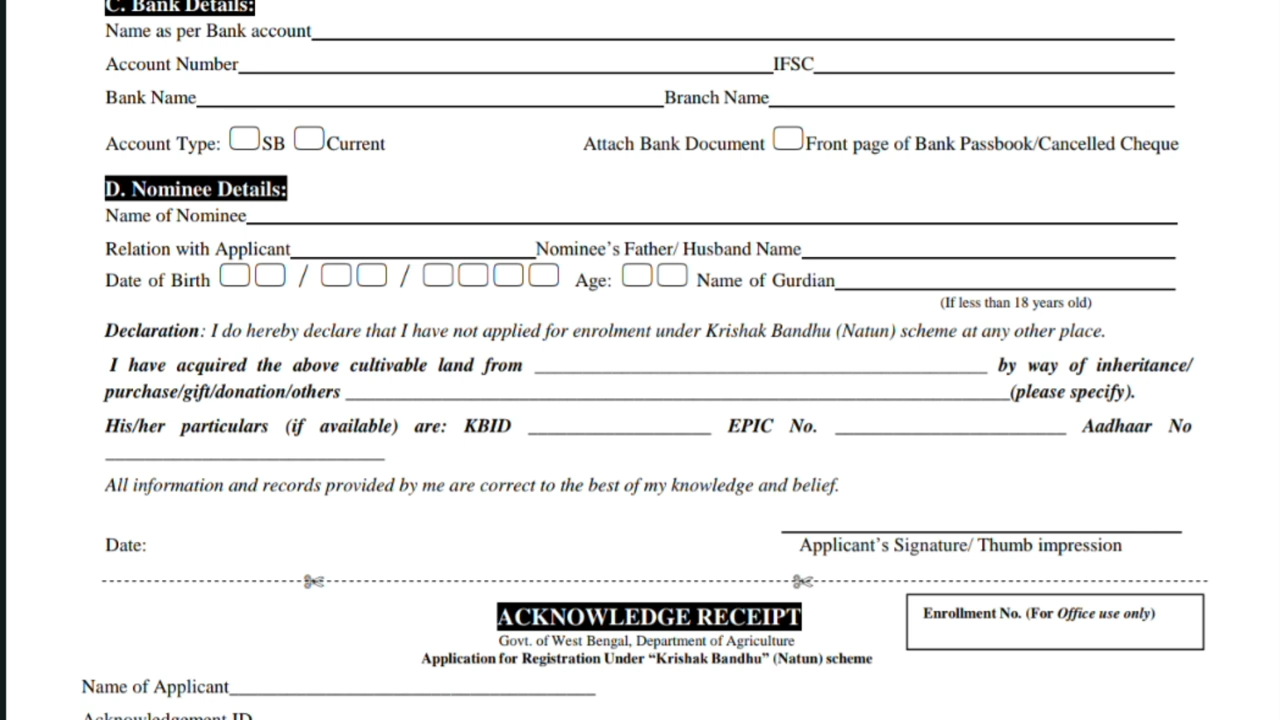 C. Bank Details:
Name as per Bank account
Account Number IFSC
Bank Name Branch Name
Account Type: SB Current Attach Bank Document Front page of Bank Passbook/Cancelled Cheque
D. Nominee Details:
Name of Nominee
Relation with Applicant Nominee's Father/ Husband Name
Date of Birth / / Age: Name of Gurdian
(If less than 18 years old)
Declaration: I do hereby declare that I have not applied for enrolment under Krishak Bandhu (Natun) scheme at any other place.
I have acquired the above cultivable land from by way of inheritance/
purchase/gift/donation/others (please specify).
His/her particulars (if available) are: KBID EPIC No. Aadhaar No
All information and records provided by me are correct to the best of my knowledge and belief.
Date:
Applicant's Signature/ Thumb impression
ACKNOWLEDGE RECEIPT
Enrollment No. (For Office use only)
Govt. of West Bengal, Department of Agriculture
Application for Registration Under “Krishak Bandhu” (Natun) scheme
Name of Applicant
Acknowledgement ID